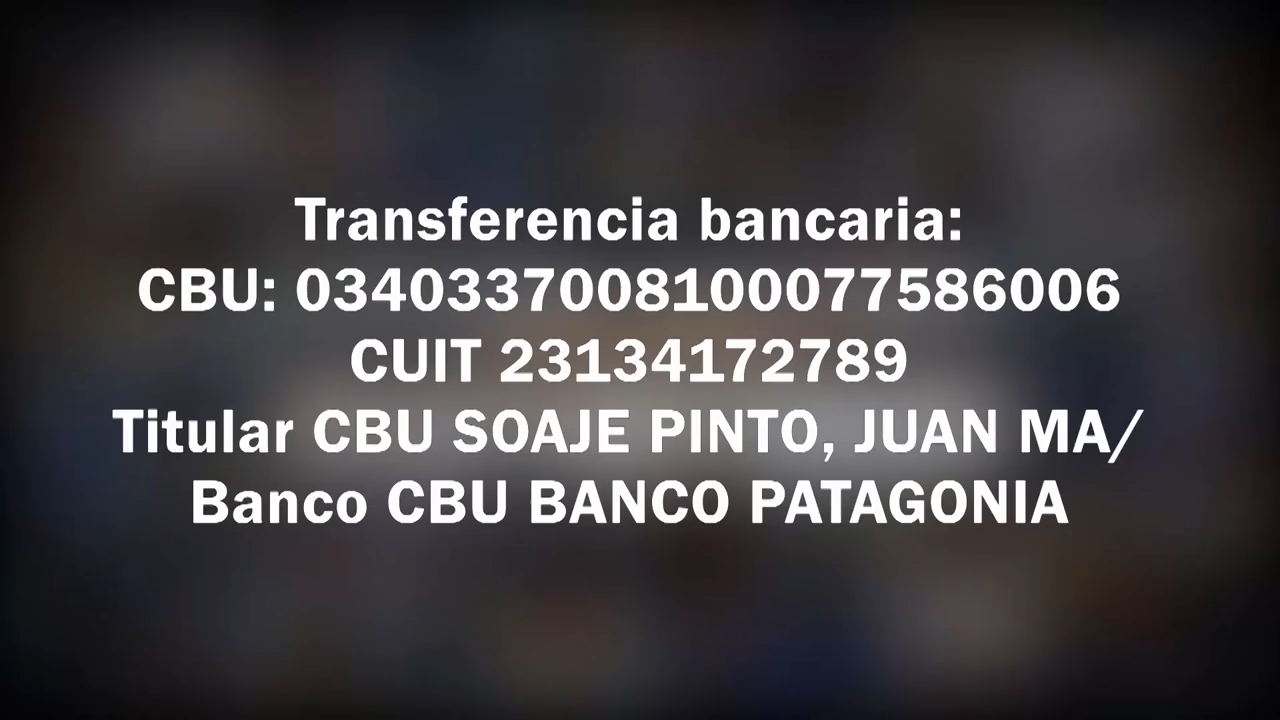 Transferencia bancaria:
CBU: 0340337008100077586006
CUIT 23134172789
Titular CBU SOAJE PINTO, JUAN MA/
Banco CBU BANCO PATAGONIA